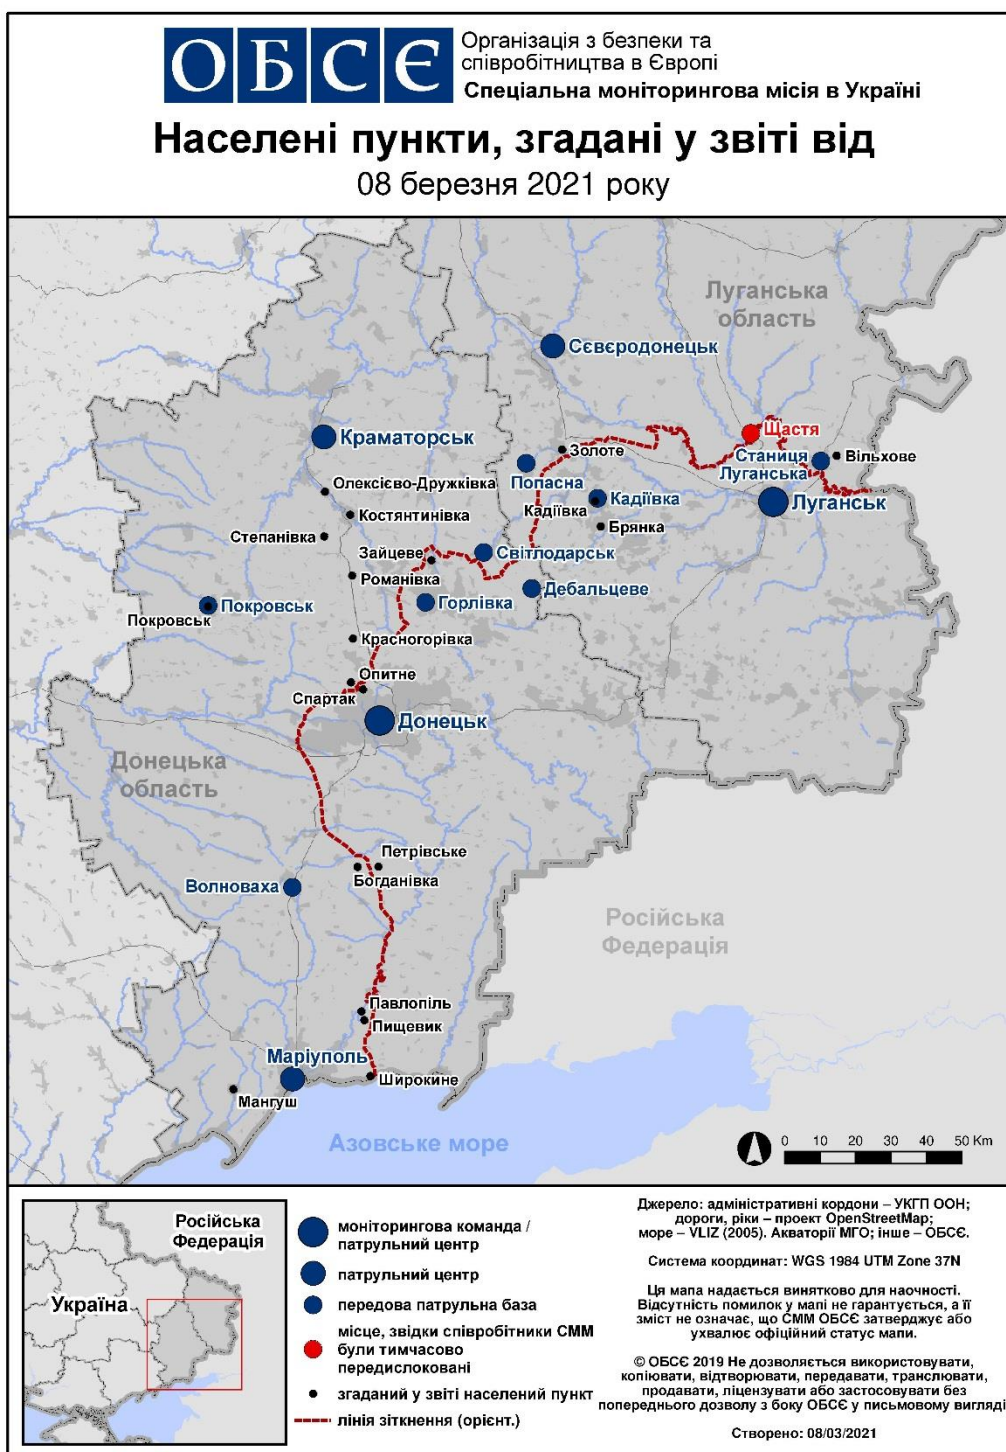 ОБСЄ
Організація з безпеки та
співробітництва в Європі
Спеціальна моніторингова місія в Україні
Населені пункти, згадані у звіті від
08 березня 2021 року
Луганська
область
Сєвєродонецьк
Щастя
Краматорськ
Золоте
Станиця
Луганська
Вільхове
Попасна
Олексієво-Дружківка
Кадіївка
Кадіївка
Луганськ
Костянтинівка
Брянка
Степанівка
Зайцеве
Світлодарськ
Романівка
Дебальцеве
Покровськ
Покровськ
Горлівка
Красногорівка
Опитне
Спартак
Донецьк
Донецька
область
Петрівське
Богданівка
Волноваха
Російська
Федерація
Павлопіль
Пищевик
Маріуполь
Широкине
Мангуш
Азовське море
0 10 20 30 40 50 Km
Російська
Федерація
Україна
моніторингова команда /
патрульний центр
патрульний центр
передова патрульна база
місце, звідки співробітники СММ
були тимчасово
передислоковані
згаданий у звіті населений пункт
лінія зіткнення (орієнт.)
Джерело: адміністративні кордони – УКГП ООН;
дороги, ріки – проект OpenStreetMap;
море – VLIZ (2005). Акваторії МГО; інше – ОБСЄ.
Система координат: WGS 1984 UTM Zone 37N
Ця мапа надається винятково для наочності.
Відсутність помилок у мапі не гарантується, а її
зміст не означає, що СММ ОБСЄ затверджує або
ухвалює офіційний статус мапи.
© ОБСЄ 2019 Не дозволяється використовувати,
копіювати, відтворювати, передавати, транслювати,
продавати, ліцензувати або застосовувати без
попереднього дозволу з боку ОБСЄ у письмовому вигляді
Створено: 08/03/2021